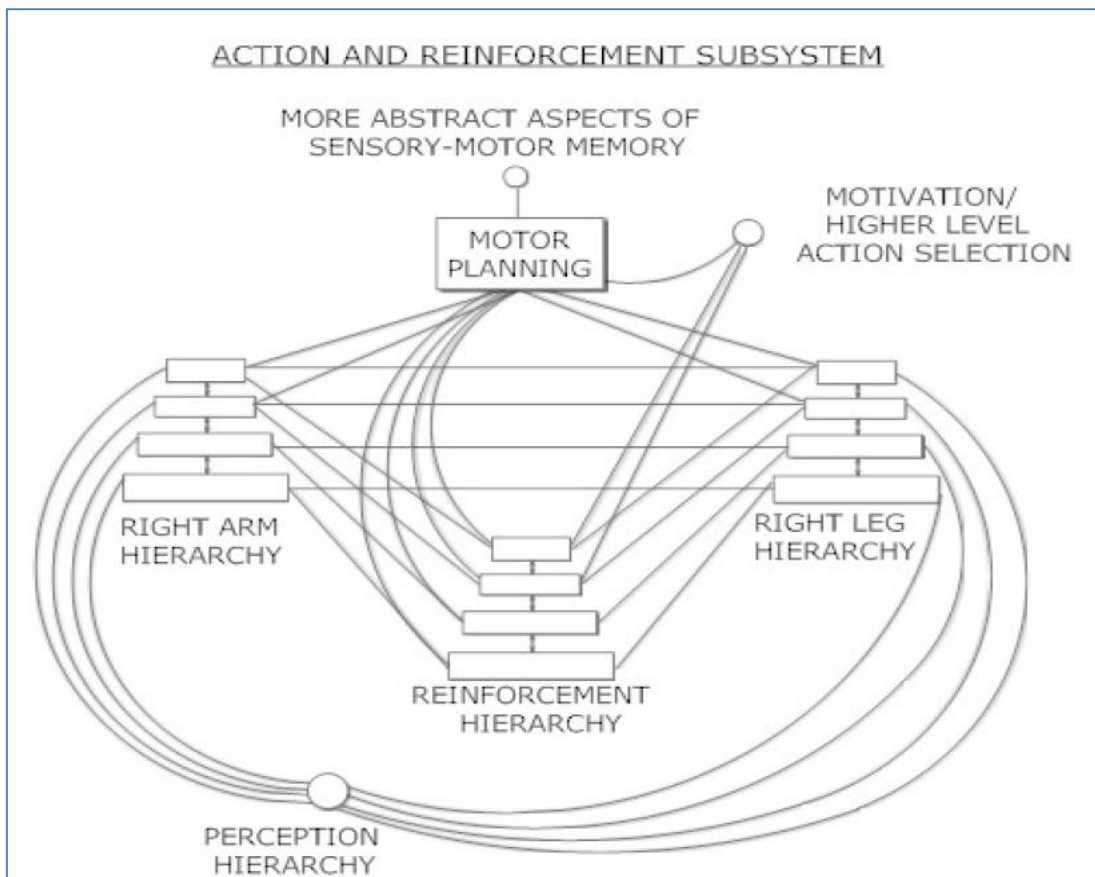 ACTION AND REINFORCEMENT SUBSYSTEM
MORE ABSTRACT ASPECTS OF
SENSORY-MOTOR MEMORY
MOTIVATION/
HIGHER LEVEL
ACTION SELECTION
MOTOR
PLANNING
RIGHT ARM
HIERARCHY
RIGHT LEG
HIERARCHY
REINFORCEMENT
HIERARCHY
PERCEPTION
HIERARCHY